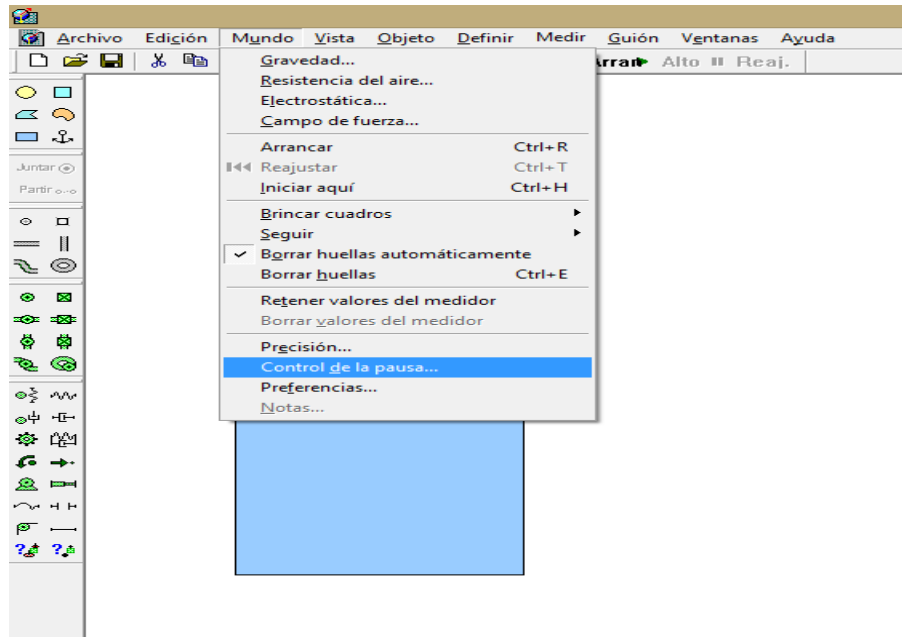 Archivo Edición Mundo Vista Objeto Definir Medir Guión Ventanas Ayuda
Alto Reaj.
Juntar
Partir
Gravedad...
Resistencia del aire...
Electrostática...
Campo de fuerza...
Arrancar Ctrl+R
Reajustar Ctrl+T
Iniciar aquí Ctrl+H
Brincar cuadros
Seguir
Borrar huellas automáticamente
Borrar huellas Ctrl+E
Retener valores del medidor
Borrar valores del medidor
Precisión...
Control de la pausa...
Preferencias...
Notas...